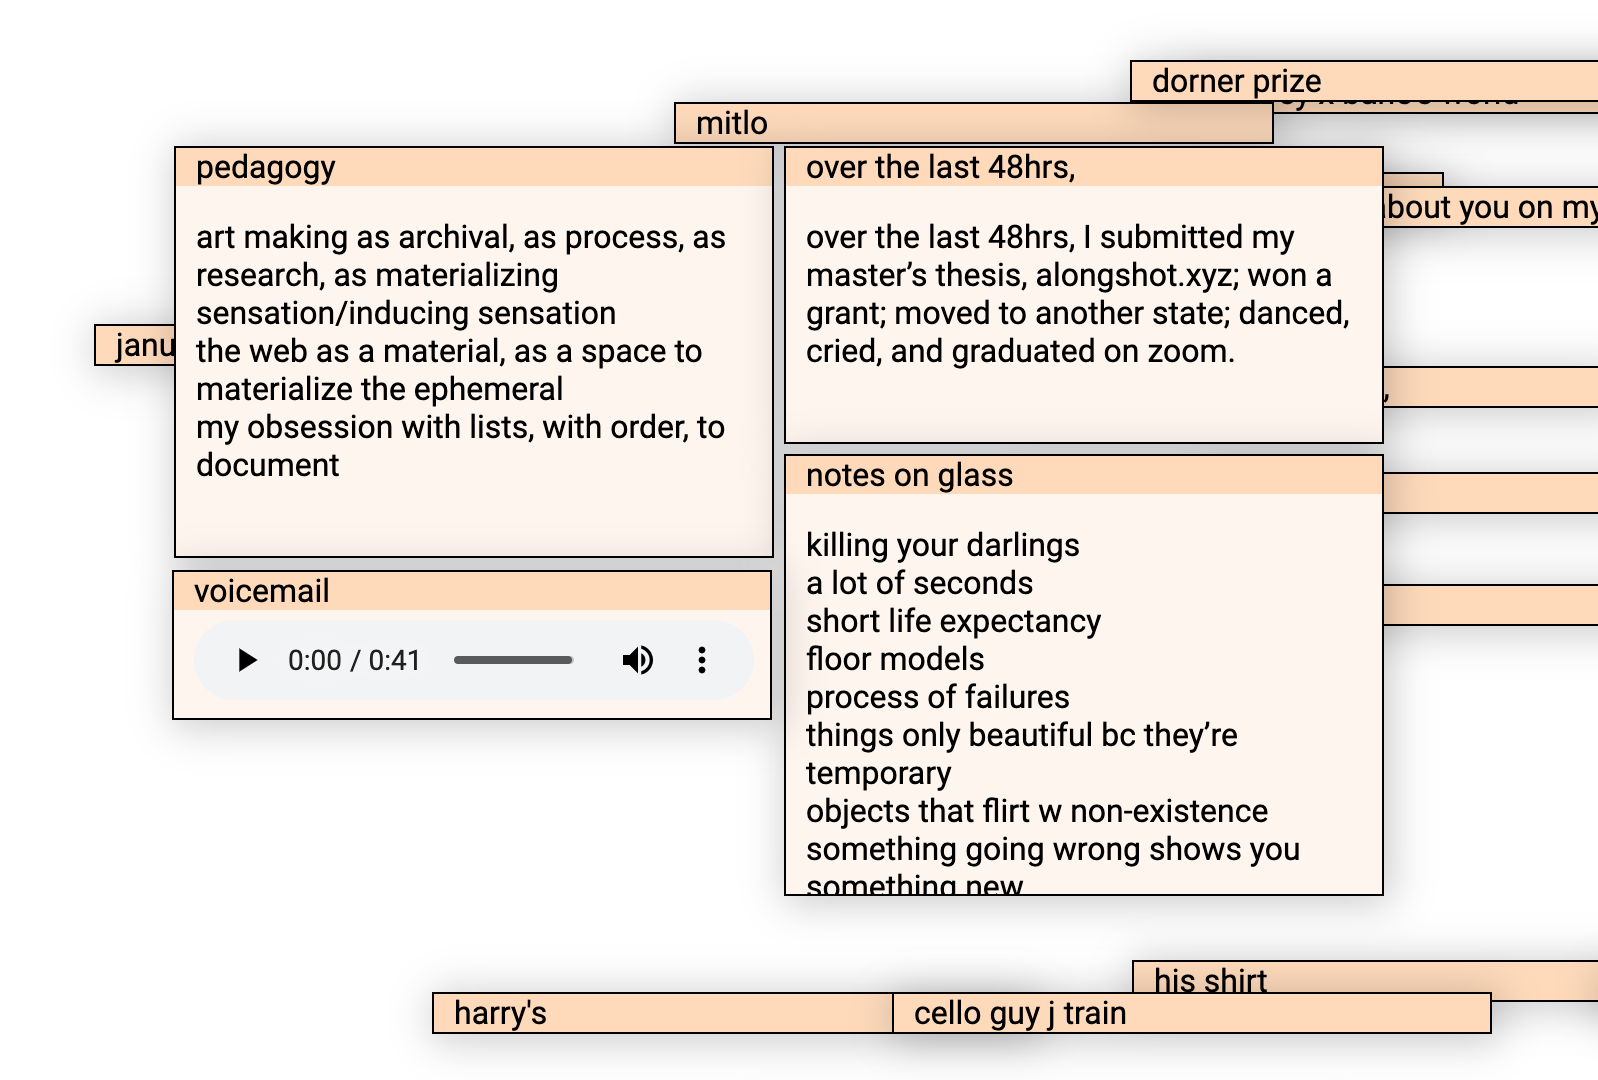 dorner prize
mitlo
pedagogy
art making as archival, as process, as
research, as materializing
sensation/inducing sensation
the web as a material, as a space to
materialize the ephemeral
my obsession with lists, with order, to
document
over the last 48hrs,
over the last 48hrs, I submitted my
master’s thesis, alongshot.xyz; won a
grant; moved to another state; danced,
cried, and graduated on zoom.
about you on my
janu
,
voicemail
0:00 / 0:41
notes on glass
killing your darlings
a lot of seconds
short life expectancy
floor models
process of failures
things only beautiful bc they’re
temporary
objects that flirt w non-existence
something going wrong shows you
something new
his shirt
harry's
cello guy j train